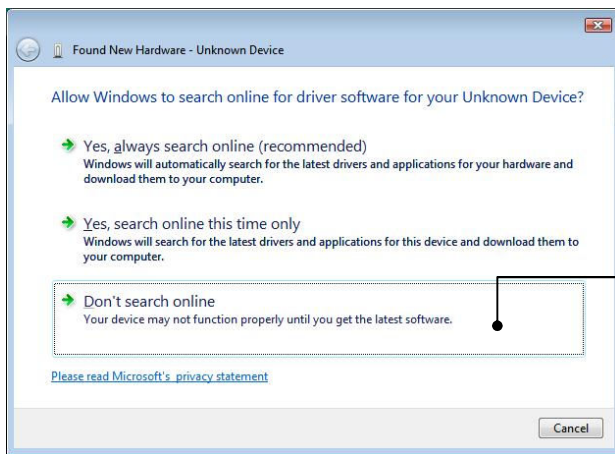 Found New Hardware - Unknown Device
Allow Windows to search online for driver software for your Unknown Device?
Yes, always search online (recommended)
Windows will automatically search for the latest drivers and applications for your hardware and
download them to your computer.
Yes, search online this time only
Windows will search for the latest drivers and applications for this device and download them to
your computer.
Don't search online
Your device may not function properly until you get the latest software.
Please read Microsoft's privacy statement
Cancel